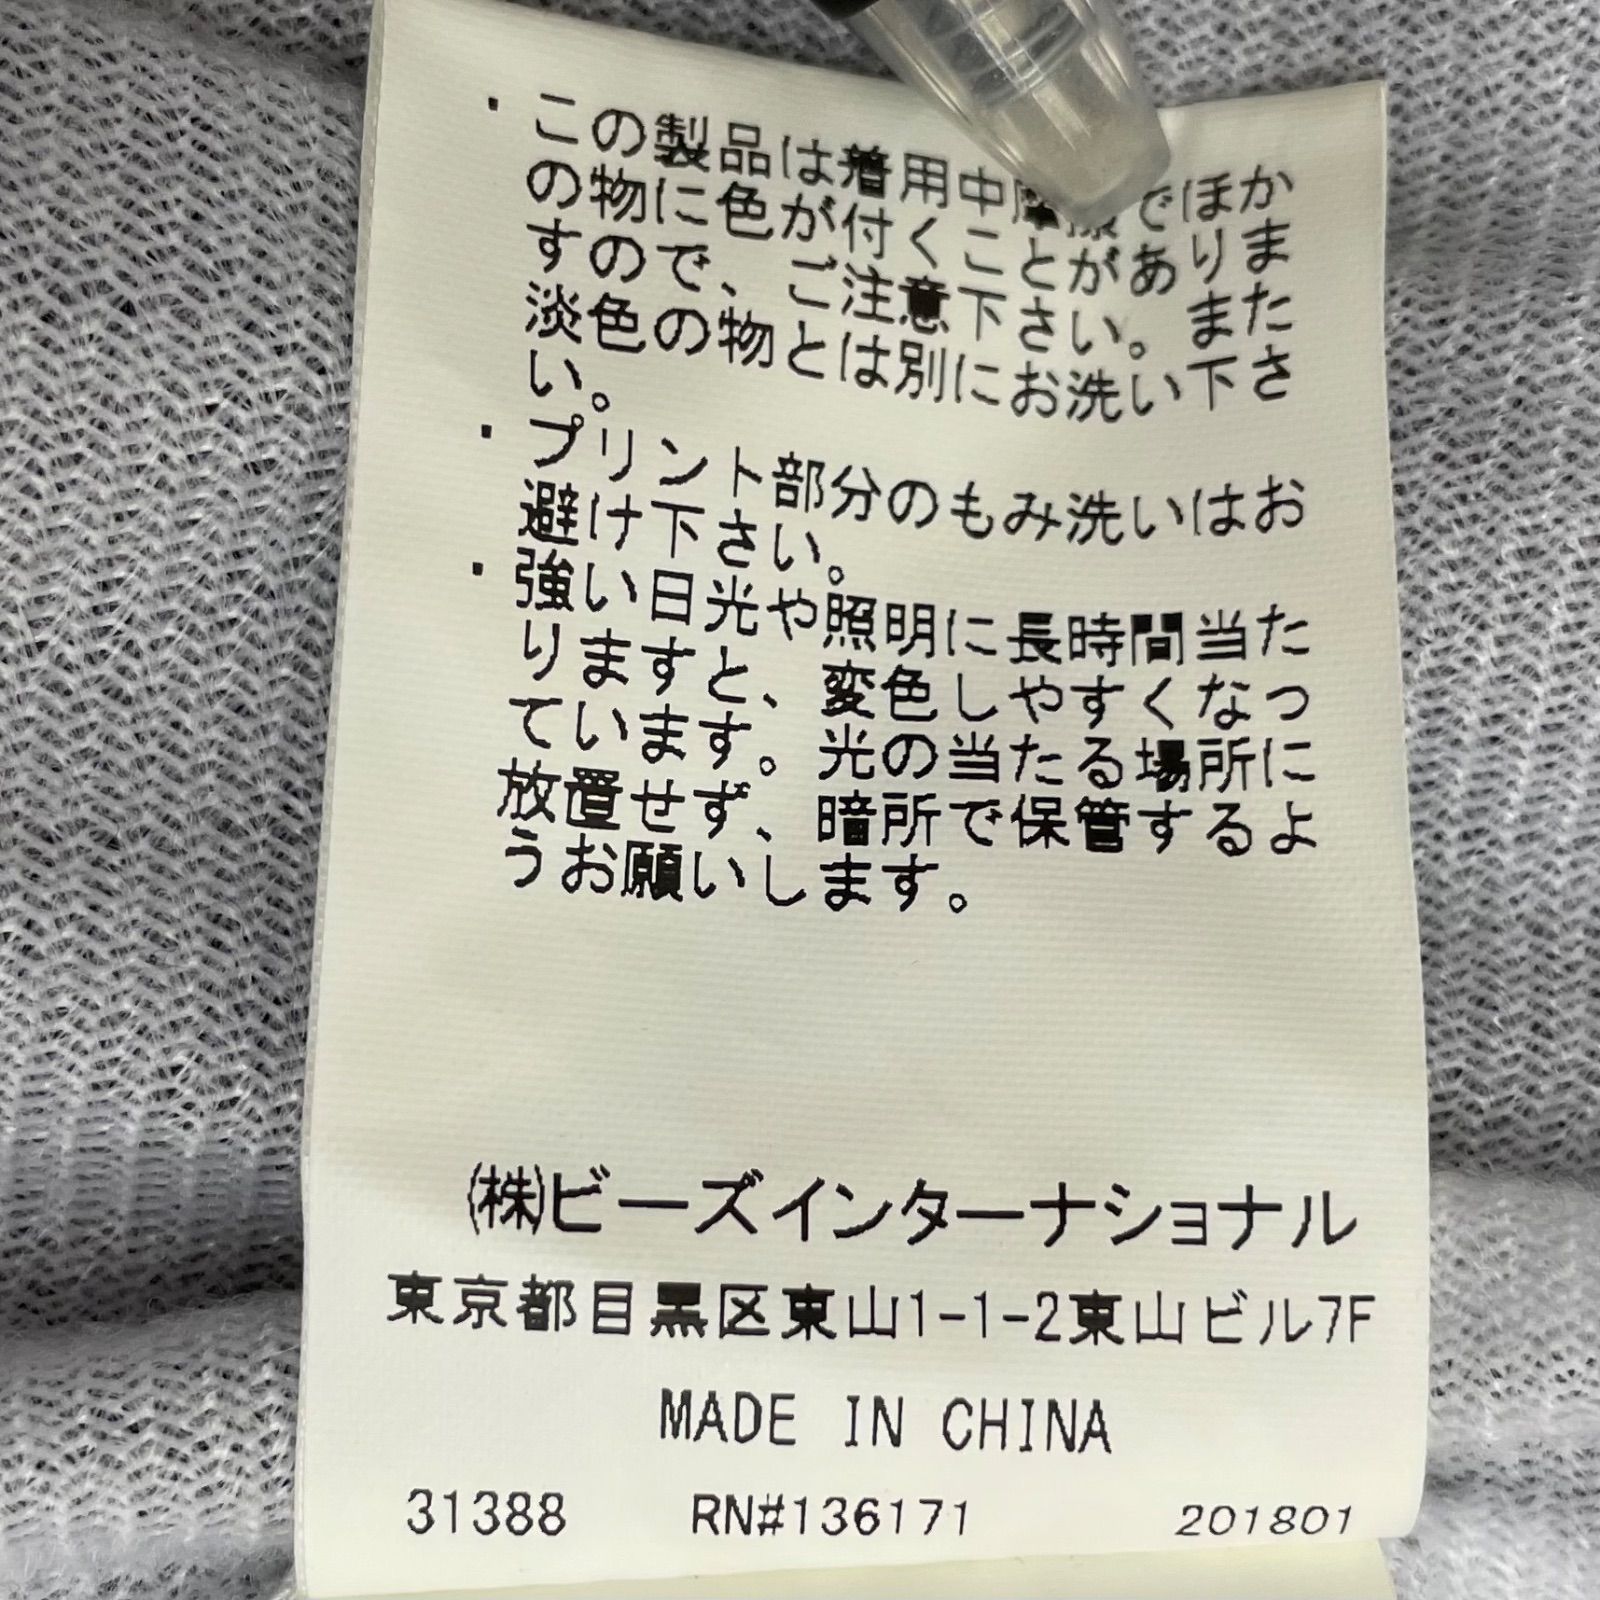 ・この製品は着用中摩擦でほか
の物に色が付くことがありま
すので、ご注意下さい。また
淡色の物とは別にお洗い下さ
い。
・プリント部分のもみ洗いはお
避け下さい。
・強い日光や照明に長時間当た
りますと、変色しやすくなっ
ています。光の当たる場所に
放置せず、暗所で保管するよ
うお願いします。
㈱ビーズインターナショナル
東京都目黒区東山1-1-2東山ビル7F
MADE IN CHINA
31388 RN#136171 201801